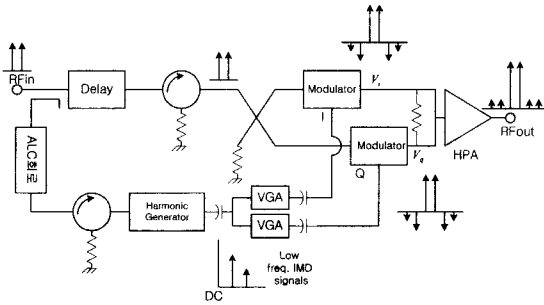 RFin
Delay
ALC회로
Harmonic
Generator
VGA
VGA
Modulator
I
Modulator
Q
Vi
Vq
HPA
RFout
Low
freq. IMD
signals
DC